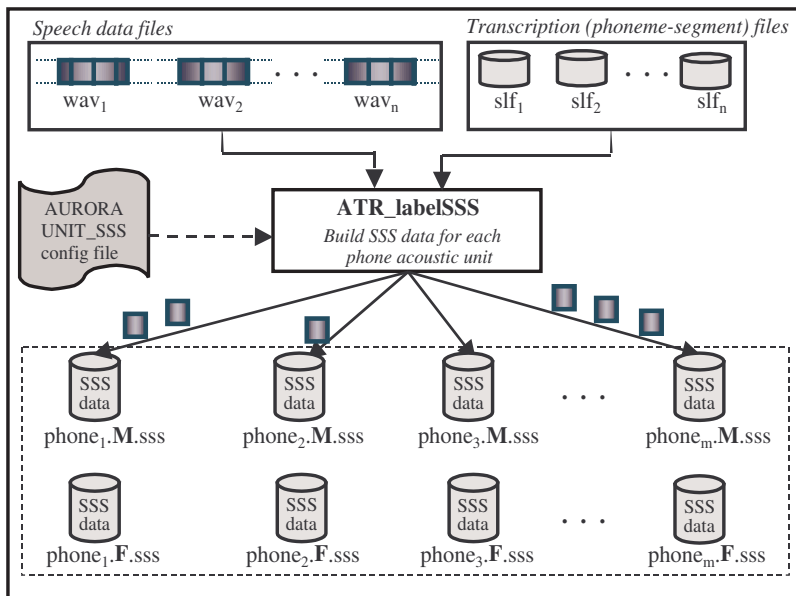 Speech data files
Transcription (phoneme-segment) files
wav₁ wav₂ · · · wavₙ
slf₁ slf₂ · · · slfₙ
AURORA
UNIT_SSS
config file
ATR_labelSSS
Build SSS data for each
phone acoustic unit
SSS data SSS data SSS data · · · SSS data
phone₁.M.sss phone₂.M.sss phone₃.M.sss phoneₘ.M.sss
SSS data SSS data SSS data · · · SSS data
phone₁.F.sss phone₂.F.sss phone₃.F.sss phoneₘ.F.sss